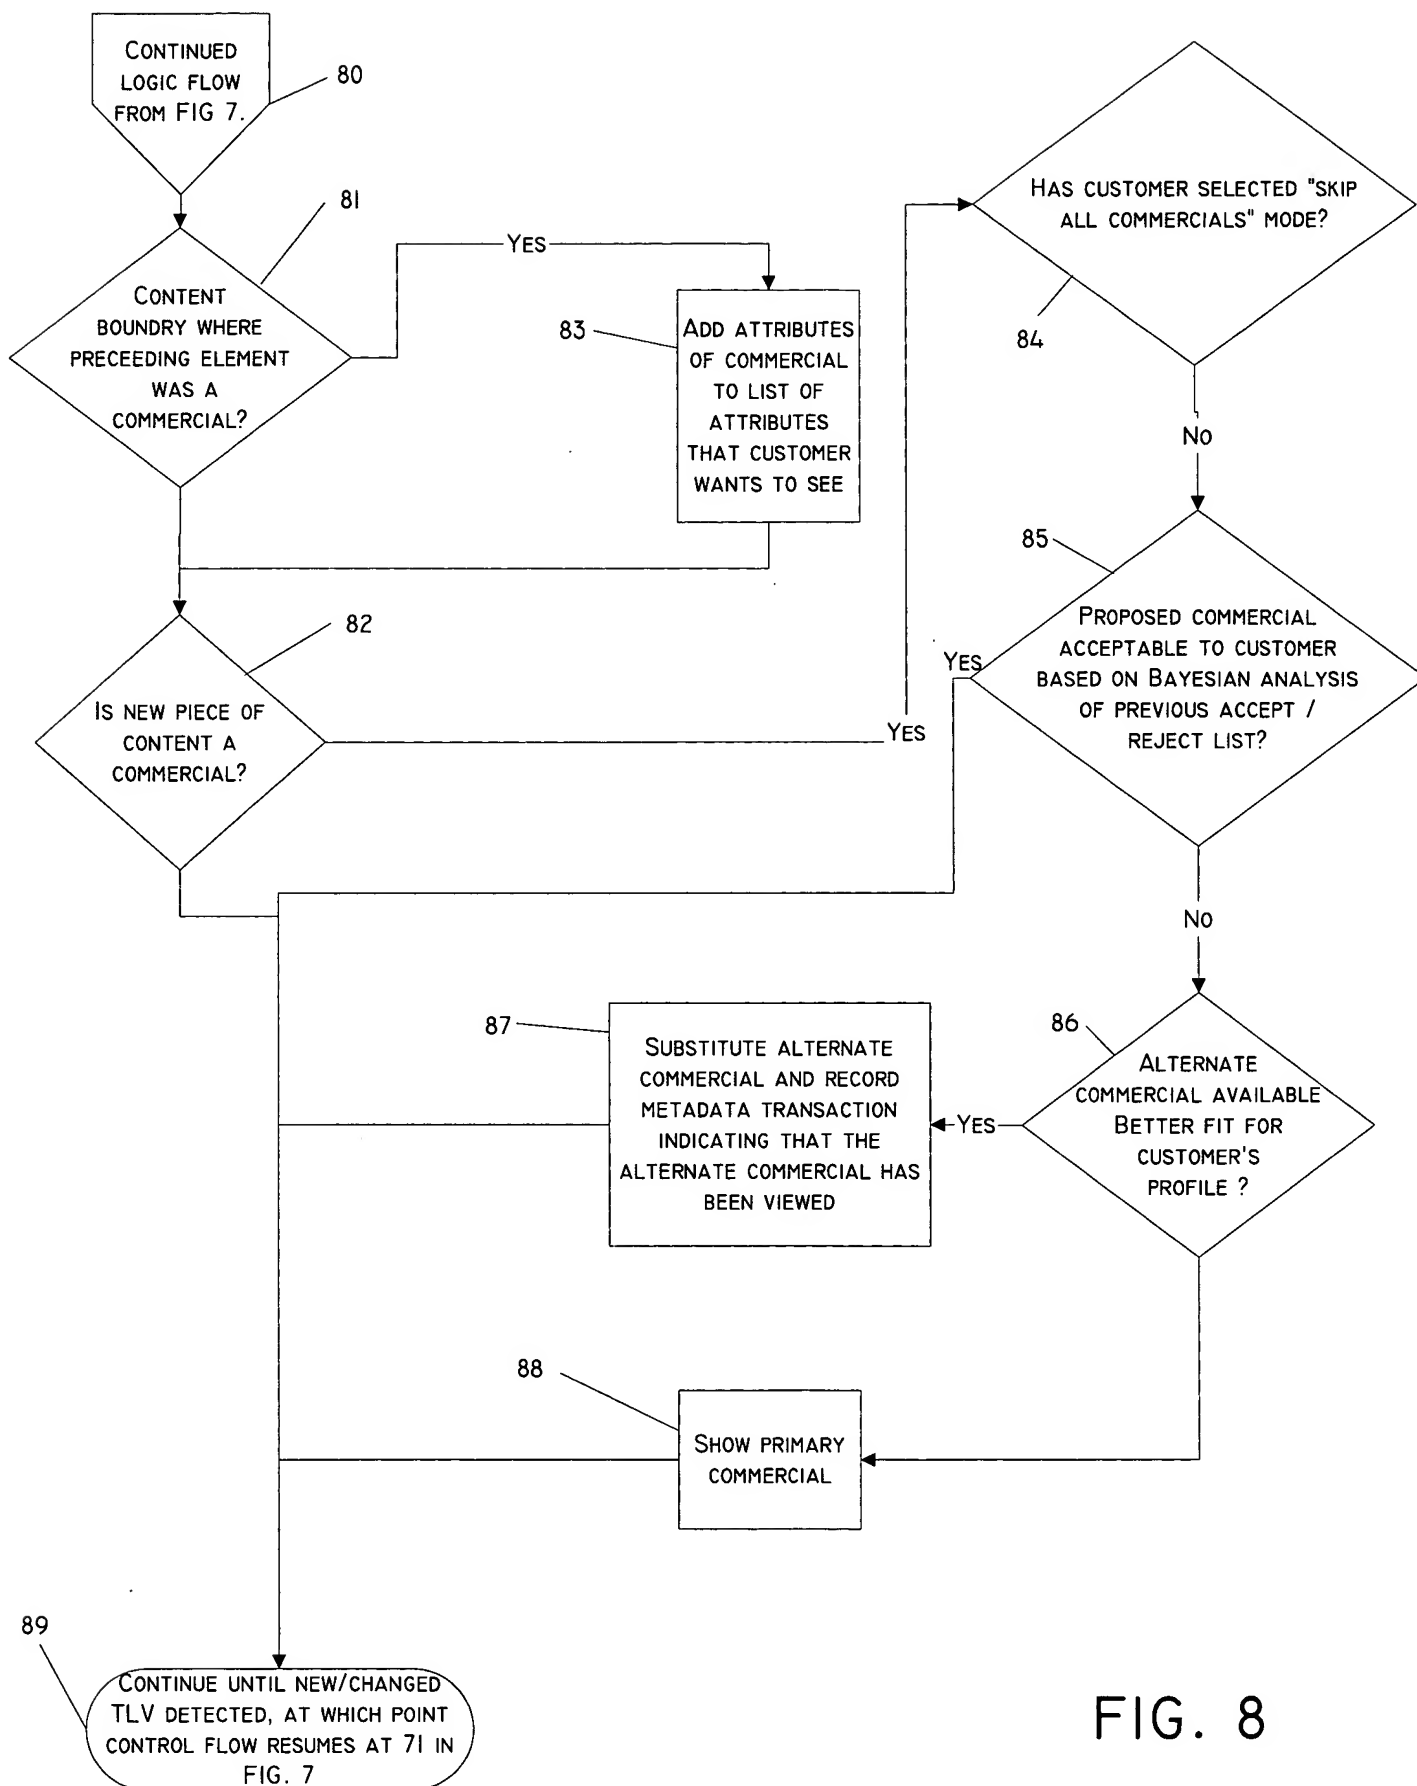 CONTINUED
LOGIC FLOW
FROM FIG 7.
80
81
CONTENT
BOUNDRY WHERE
PRECEEDING ELEMENT
WAS A
COMMERCIAL?
YES
83
ADD ATTRIBUTES
OF COMMERCIAL
TO LIST OF
ATTRIBUTES
THAT CUSTOMER
WANTS TO SEE
82
IS NEW PIECE OF
CONTENT A
COMMERCIAL?
YES
HAS CUSTOMER SELECTED "SKIP
ALL COMMERCIALS" MODE?
84
NO
85
PROPOSED COMMERCIAL
ACCEPTABLE TO CUSTOMER
BASED ON BAYESIAN ANALYSIS
OF PREVIOUS ACCEPT /
REJECT LIST?
YES
NO
86
ALTERNATE
COMMERCIAL AVAILABLE
BETTER FIT FOR
CUSTOMER'S
PROFILE ?
YES
87
SUBSTITUTE ALTERNATE
COMMERCIAL AND RECORD
METADATA TRANSACTION
INDICATING THAT THE
ALTERNATE COMMERCIAL HAS
BEEN VIEWED
88
SHOW PRIMARY
COMMERCIAL
89
CONTINUE UNTIL NEW/CHANGED
TLV DETECTED, AT WHICH POINT
CONTROL FLOW RESUMES AT 71 IN
FIG. 7
FIG. 8